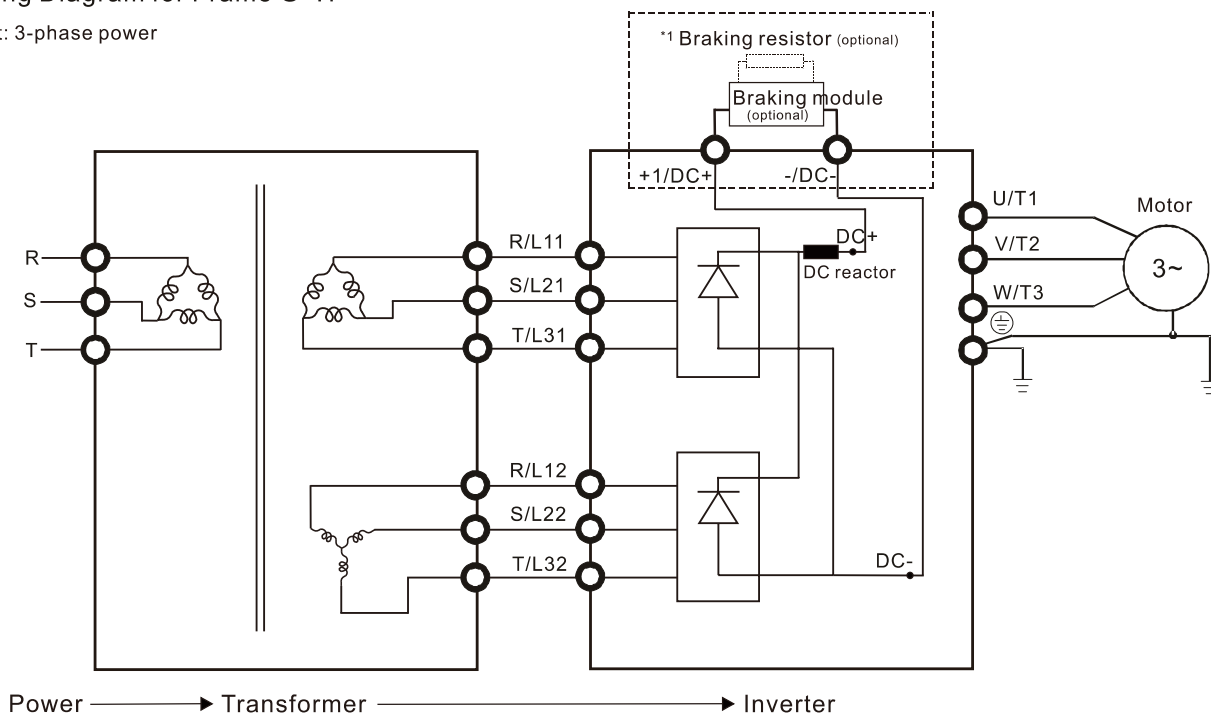 Diagram for Frame
3-phase power
*1 Braking resistor (optional)
Braking module
(optional)
+1/DC+
-/DC-
R
S
T
R/L11
S/L21
T/L31
R/L12
S/L22
T/L32
DC+
DC reactor
DC-
U/T1
V/T2
W/T3
Motor
3~
Power
Transformer
Inverter